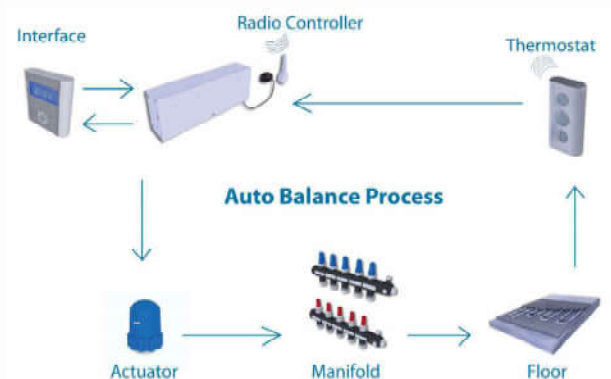 Radio Controller
Interface
Thermostat
Auto Balance Process
Actuator
Manifold
Floor